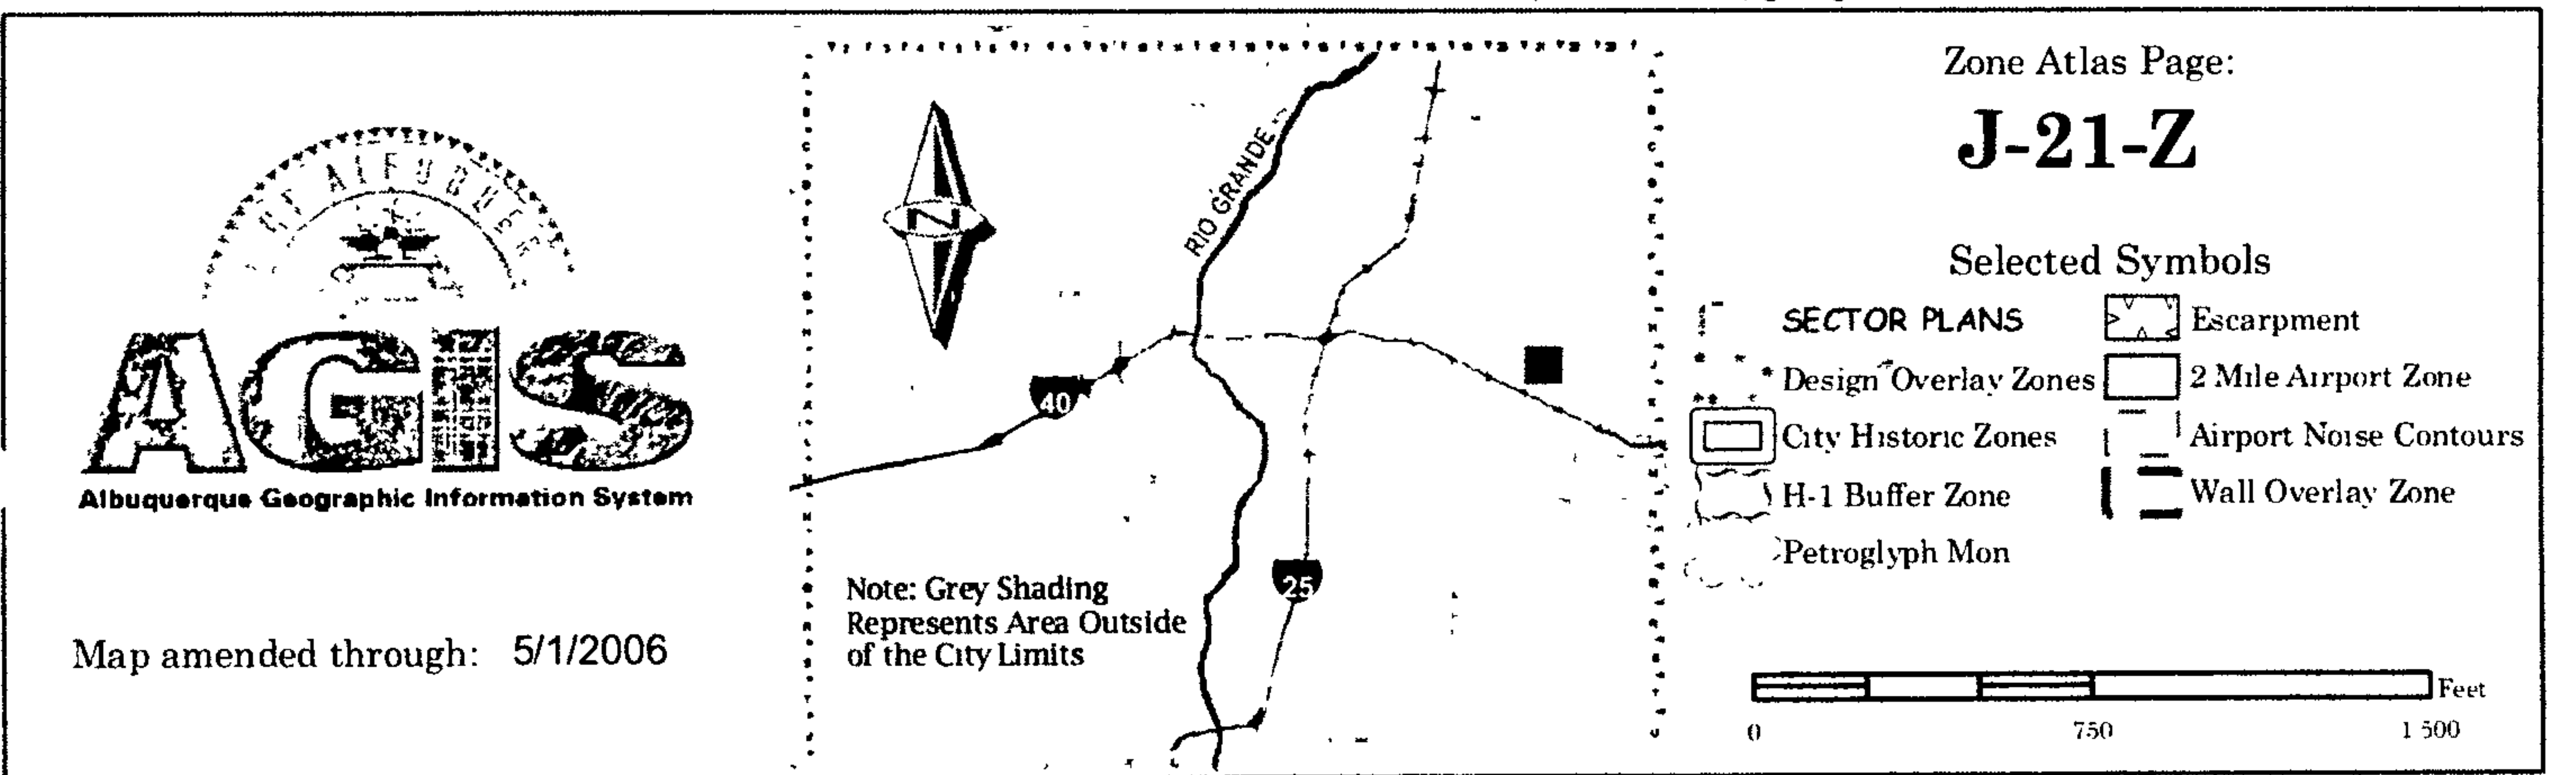 AGIS
Albuquerque Geographic Information System
Map amended through: 5/1/2006
N
RIO GRANDE
40
25
Note: Grey Shading
Represents Area Outside
of the City Limits
Zone Atlas Page:
J-21-Z
Selected Symbols
SECTOR PLANS
Design Overlay Zones
City Historic Zones
H-1 Buffer Zone
Petroglyph Mon
Escarpment
2 Mile Airport Zone
Airport Noise Contours
Wall Overlay Zone
Feet
0 750 1 500